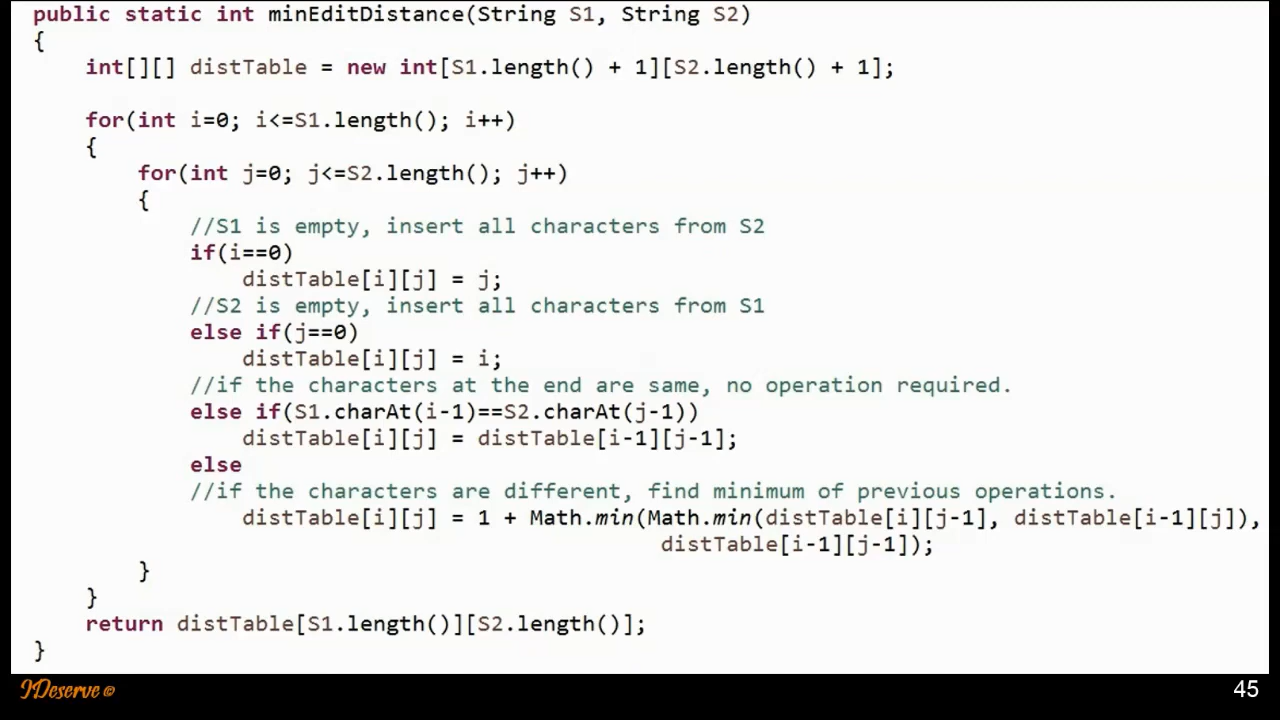 public static int minEditDistance(String S1, String S2)
{
    int[][] distTable = new int[S1.length() + 1][S2.length() + 1];
    for(int i=0; i<=S1.length(); i++)
    {
        for(int j=0; j<=S2.length(); j++)
        {
            //S1 is empty, insert all characters from S2
            if(i==0)
                distTable[i][j] = j;
            //S2 is empty, insert all characters from S1
            else if(j==0)
                distTable[i][j] = i;
            //if the characters at the end are same, no operation required.
            else if(S1.charAt(i-1)==S2.charAt(j-1))
                distTable[i][j] = distTable[i-1][j-1];
            else
            //if the characters are different, find minimum of previous operations.
                distTable[i][j] = 1 + Math.min(Math.min(distTable[i][j-1], distTable[i-1][j]),
                                                distTable[i-1][j-1]);
        }
    }
    return distTable[S1.length()][S2.length()];
}
IDeserve ©
45